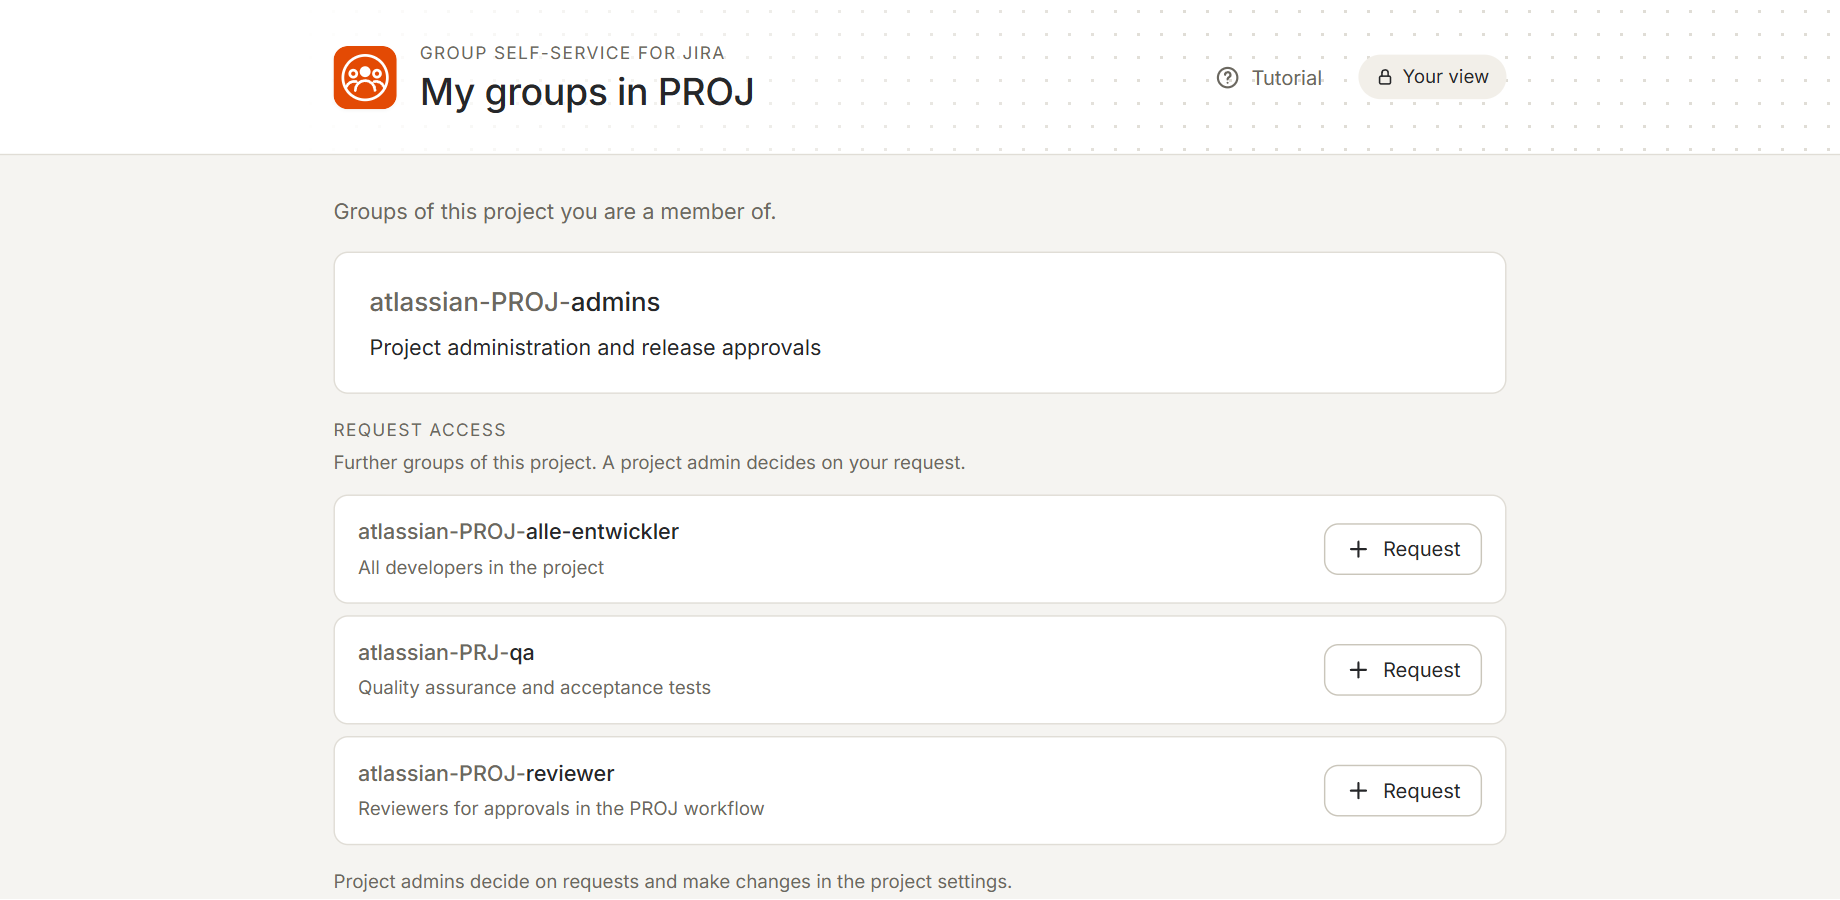 GROUP SELF-SERVICE FOR JIRA
My groups in PROJ
Tutorial
Your view
Groups of this project you are a member of.
atlassian-PROJ-admins
Project administration and release approvals
REQUEST ACCESS
Further groups of this project. A project admin decides on your request.
atlassian-PROJ-alle-entwickler
All developers in the project
Request
atlassian-PRJ-qa
Quality assurance and acceptance tests
Request
atlassian-PROJ-reviewer
Reviewers for approvals in the PROJ workflow
Request
Project admins decide on requests and make changes in the project settings.